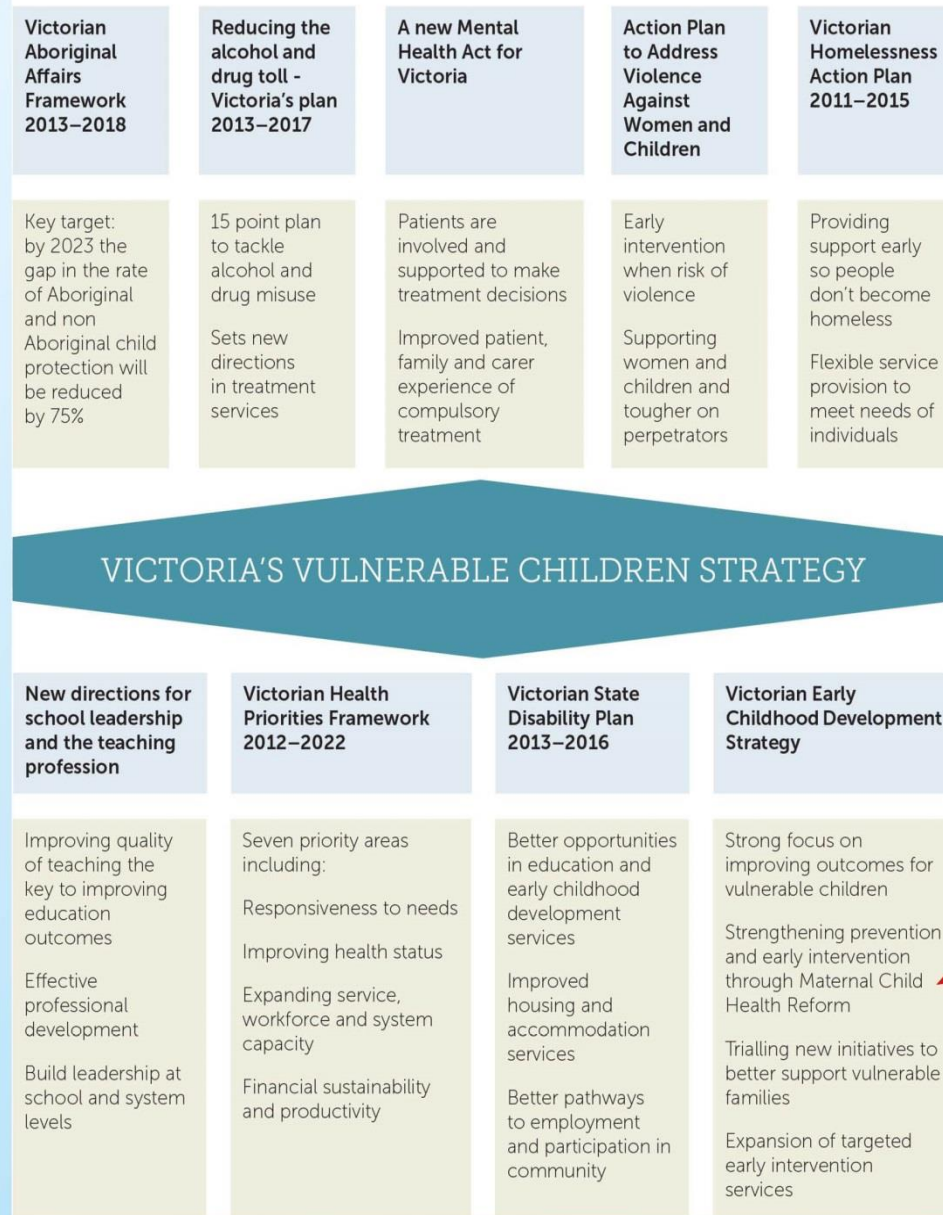 Victorian
Aboriginal
Affairs
Framework
2013–2018
Reducing the
alcohol and
drug toll -
Victoria's plan
2013–2017
A new Mental
Health Act for
Victoria
Action Plan
to Address
Violence
Against
Women and
Children
Victorian
Homelessness
Action Plan
2011–2015
Key target:
by 2023 the
gap in the rate
of Aboriginal
and non
Aboriginal child
protection will
be reduced
by 75%
15 point plan
to tackle
alcohol and
drug misuse
Sets new
directions
in treatment
services
Patients are
involved and
supported to make
treatment decisions
Improved patient,
family and carer
experience of
compulsory
treatment
Early
intervention
when risk of
violence
Supporting
women and
children and
tougher on
perpetrators
Providing
support early
so people
don't become
homeless
Flexible service
provision to
meet needs of
individuals
VICTORIA'S VULNERABLE CHILDREN STRATEGY
New directions for
school leadership
and the teaching
profession
Victorian Health
Priorities Framework
2012–2022
Victorian State
Disability Plan
2013–2016
Victorian Early
Childhood Development
Strategy
Improving quality
of teaching the
key to improving
education
outcomes
Effective
professional
development
Build leadership at
school and system
levels
Seven priority areas
including:
Responsiveness to needs
Improving health status
Expanding service,
workforce and system
capacity
Financial sustainability
and productivity
Better opportunities
in education and
early childhood
development
services
Improved
housing and
accommodation
services
Better pathways
to employment
and participation in
community
Strong focus on
improving outcomes for
vulnerable children
Strengthening prevention
and early intervention
through Maternal Child
Health Reform
Trialling new initiatives to
better support vulnerable
families
Expansion of targeted
early intervention
services